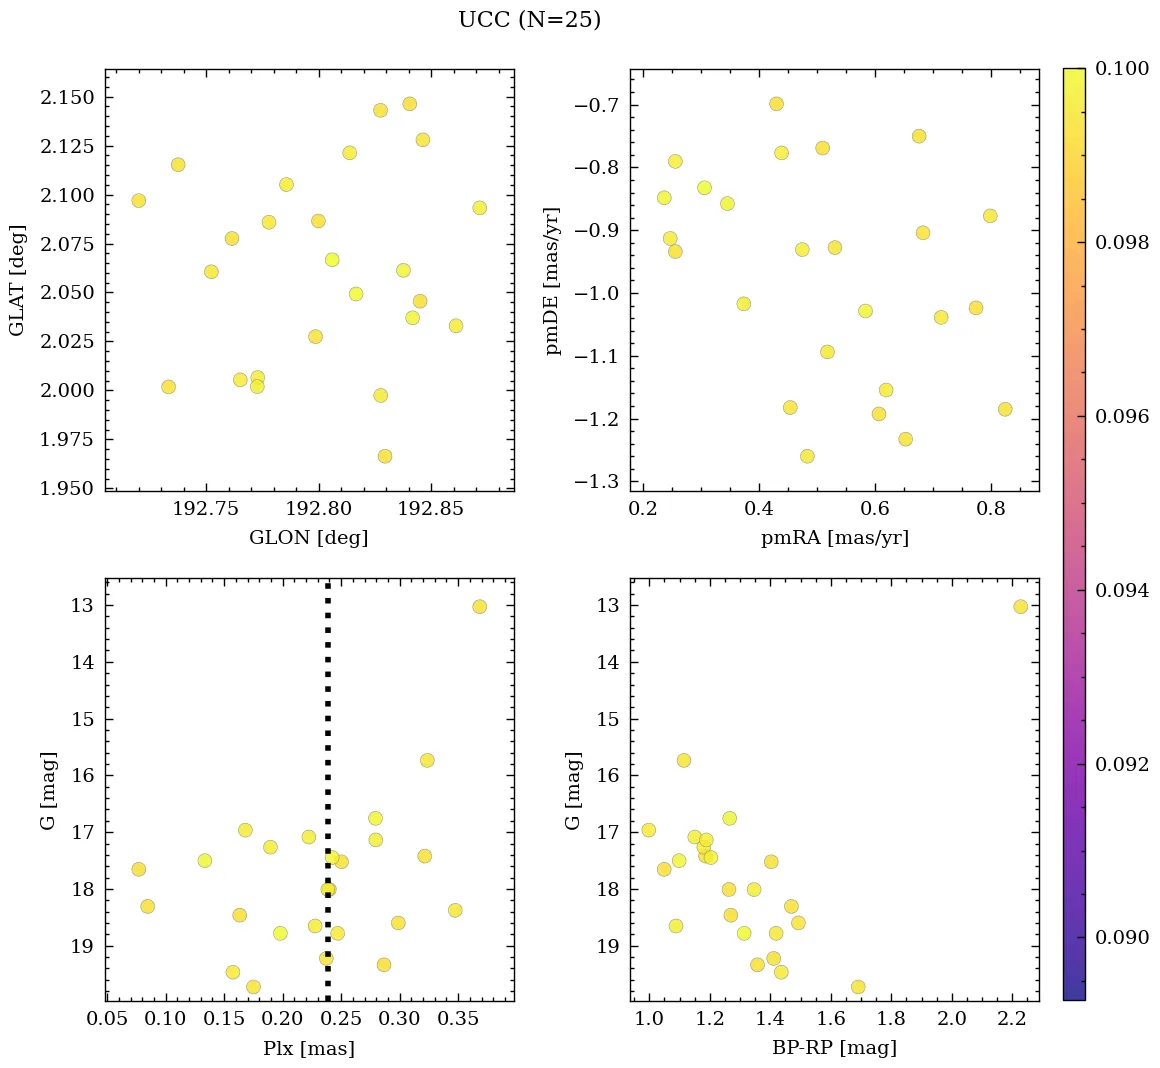 UCC (N=25)
2.150
2.125
2.100
2.075
2.050
2.025
2.000
1.975
1.950
GLAT [deg]
192.75 192.80 192.85
GLON [deg]
−0.7
−0.8
−0.9
−1.0
−1.1
−1.2
−1.3
pmDE [mas/yr]
0.2 0.4 0.6 0.8
pmRA [mas/yr]
0.100
0.098
0.096
0.094
0.092
0.090
13
14
15
16
17
18
19
G [mag]
0.05 0.10 0.15 0.20 0.25 0.30 0.35
Plx [mas]
13
14
15
16
17
18
19
G [mag]
1.0 1.2 1.4 1.6 1.8 2.0 2.2
BP-RP [mag]